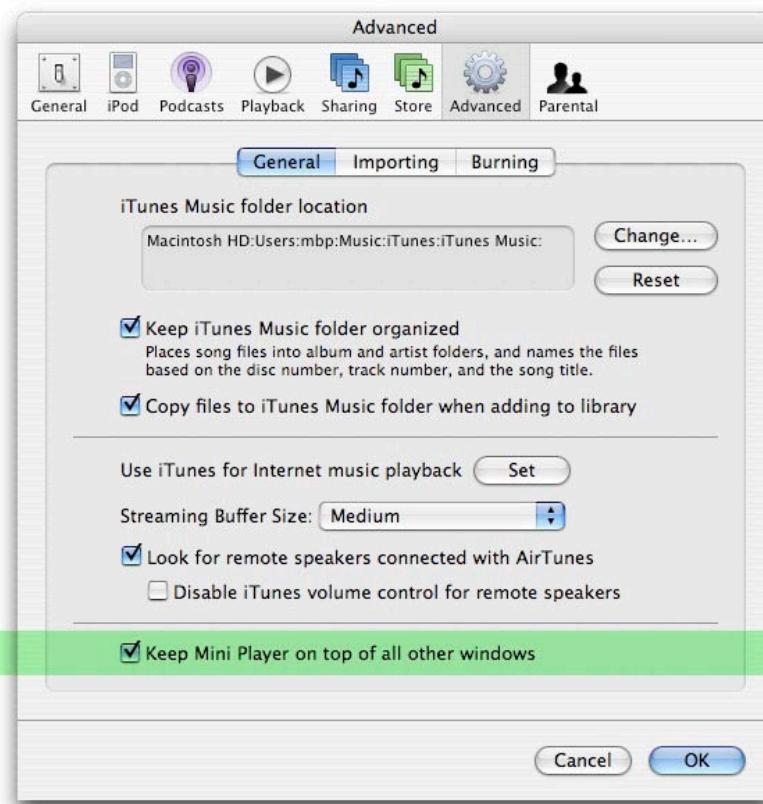 Advanced
General iPod Podcasts Playback Sharing Store Advanced Parental
General Importing Burning
iTunes Music folder location
Macintosh HD:Users:mbp:Music:iTunes:iTunes Music:
Change...
Reset
Keep iTunes Music folder organized
Places song files into album and artist folders, and names the files
based on the disc number, track number, and the song title.
Copy files to iTunes Music folder when adding to library
Use iTunes for Internet music playback Set
Streaming Buffer Size: Medium
Look for remote speakers connected with AirTunes
Disable iTunes volume control for remote speakers
Keep Mini Player on top of all other windows
Cancel OK